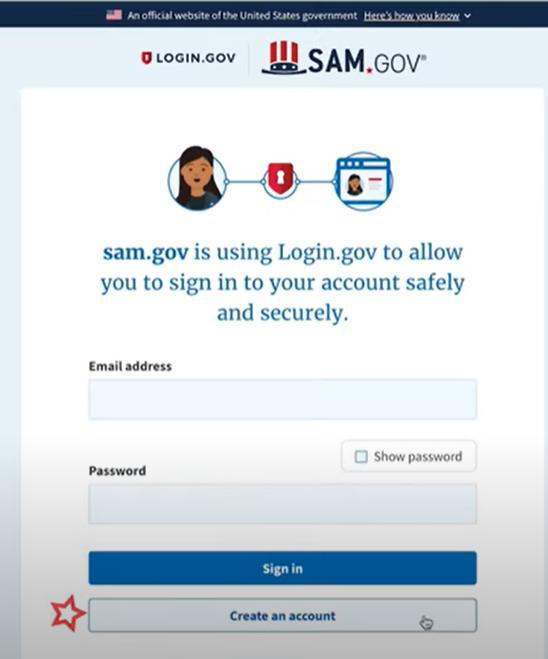 An official website of the United States government Here's how you know
LOGIN.GOV SAM.GOV®
sam.gov is using Login.gov to allow
you to sign in to your account safely
and securely.
Email address
Show password
Password
Sign in
Create an account